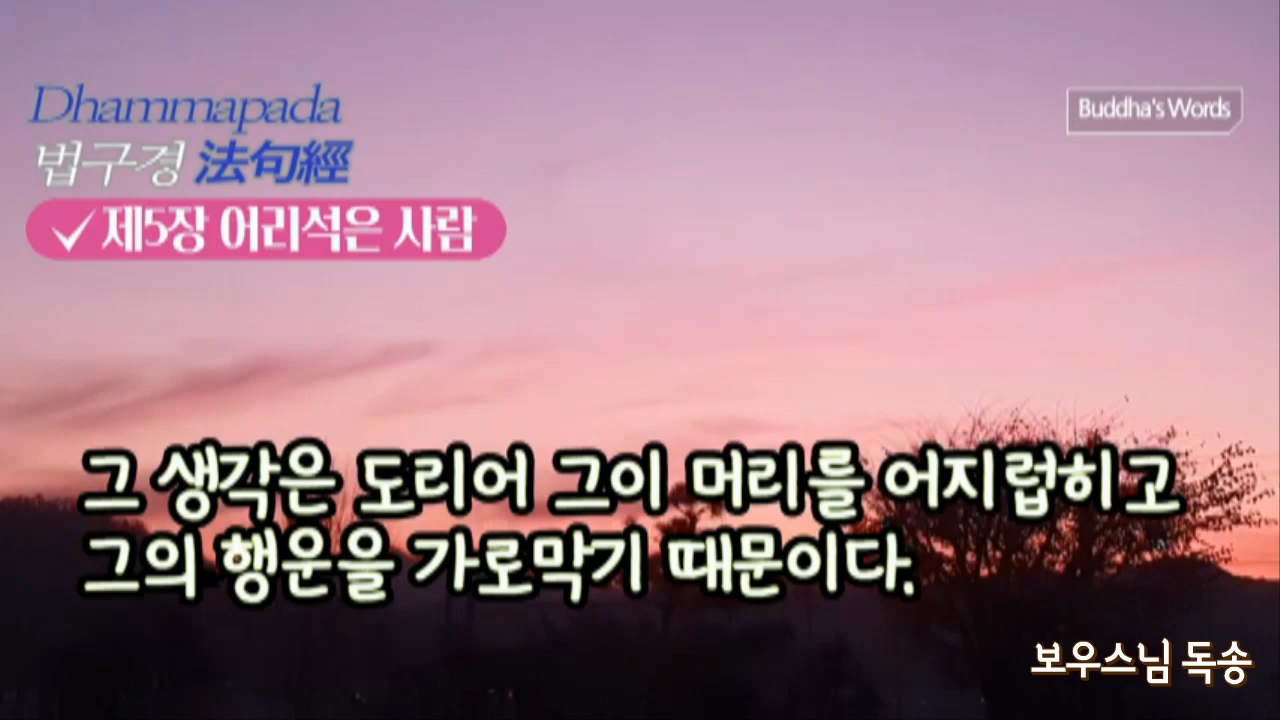 Dhammapada
법구경 法句經
제5장 어리석은 사람
Buddha's Words
그 생각은 도리어 그이 머리를 어지럽히고
그의 행운을 가로막기 때문이다.
보우스님 독송